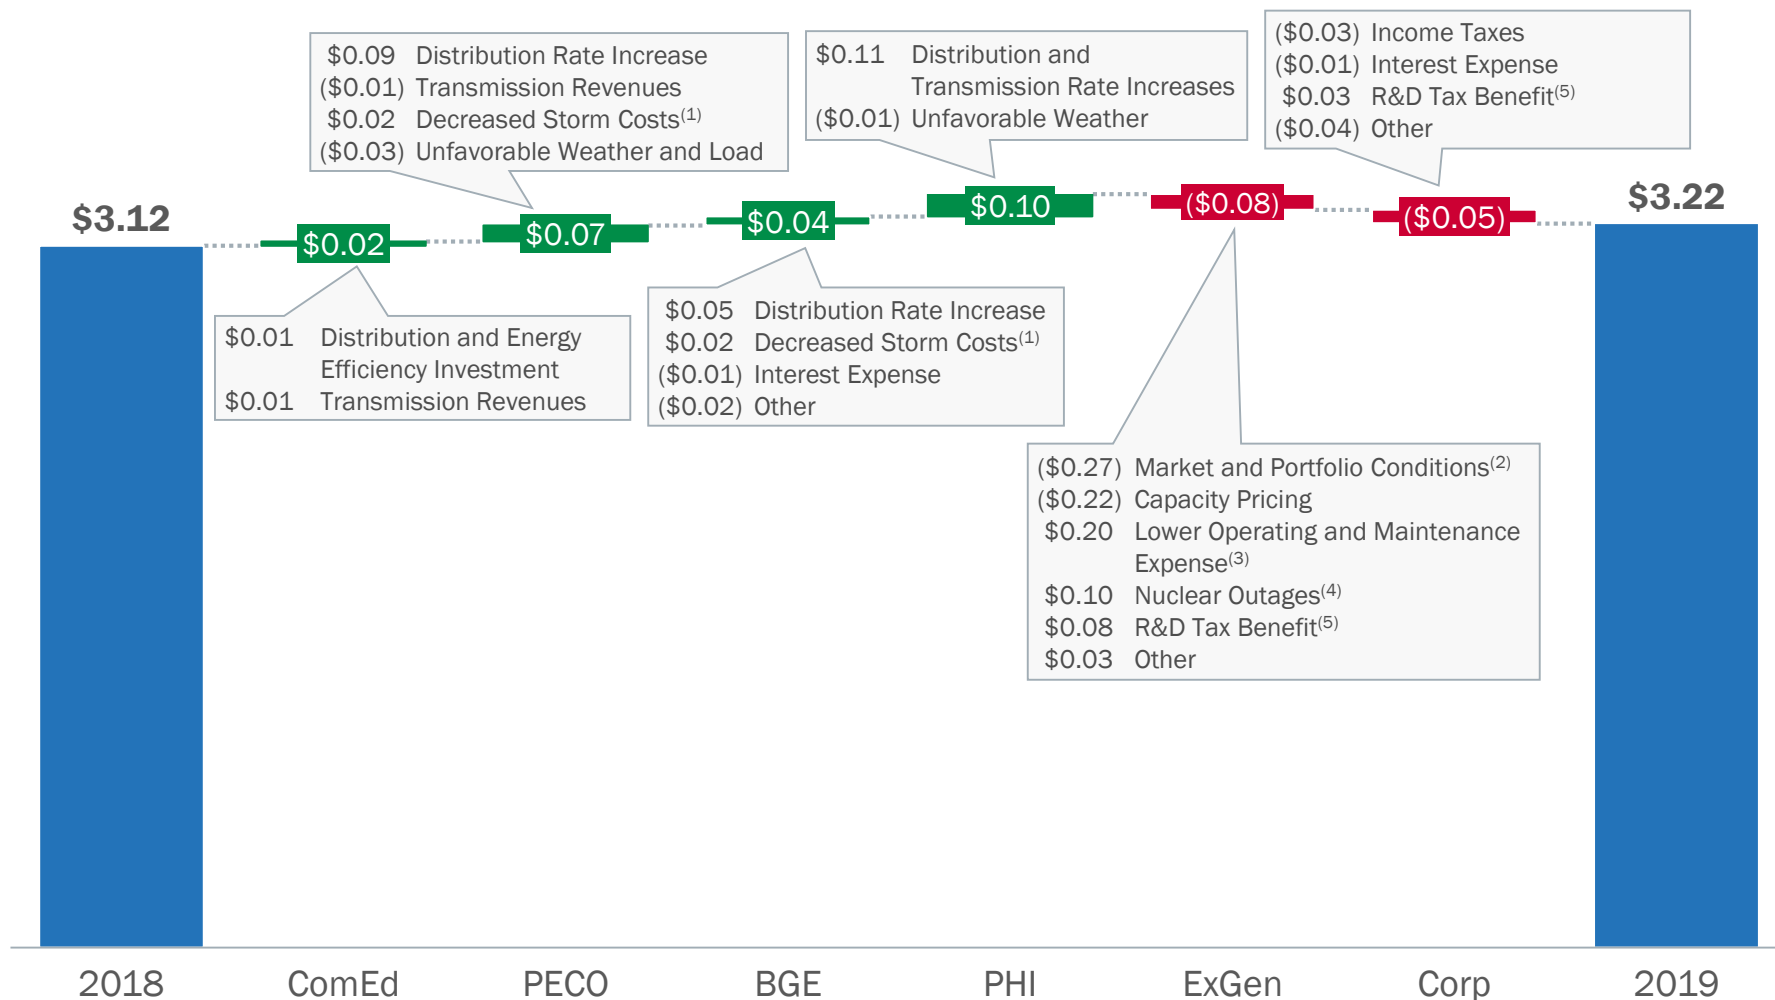 $0.09 Distribution Rate Increase
($0.01) Transmission Revenues
$0.02 Decreased Storm Costs(1)
($0.03) Unfavorable Weather and Load
$0.11 Distribution and
Transmission Rate Increases
($0.01) Unfavorable Weather
($0.03) Income Taxes
($0.01) Interest Expense
$0.03 R&D Tax Benefit(5)
($0.04) Other
$3.12
$0.02
$0.07
$0.04
$0.10
($0.08)
($0.05)
$3.22
$0.01 Distribution and Energy
Efficiency Investment
$0.01 Transmission Revenues
$0.05 Distribution Rate Increase
$0.02 Decreased Storm Costs(1)
($0.01) Interest Expense
($0.02) Other
($0.27) Market and Portfolio Conditions(2)
($0.22) Capacity Pricing
$0.20 Lower Operating and Maintenance
Expense(3)
$0.10 Nuclear Outages(4)
$0.08 R&D Tax Benefit(5)
$0.03 Other
2018 ComEd PECO BGE PHI ExGen Corp 2019